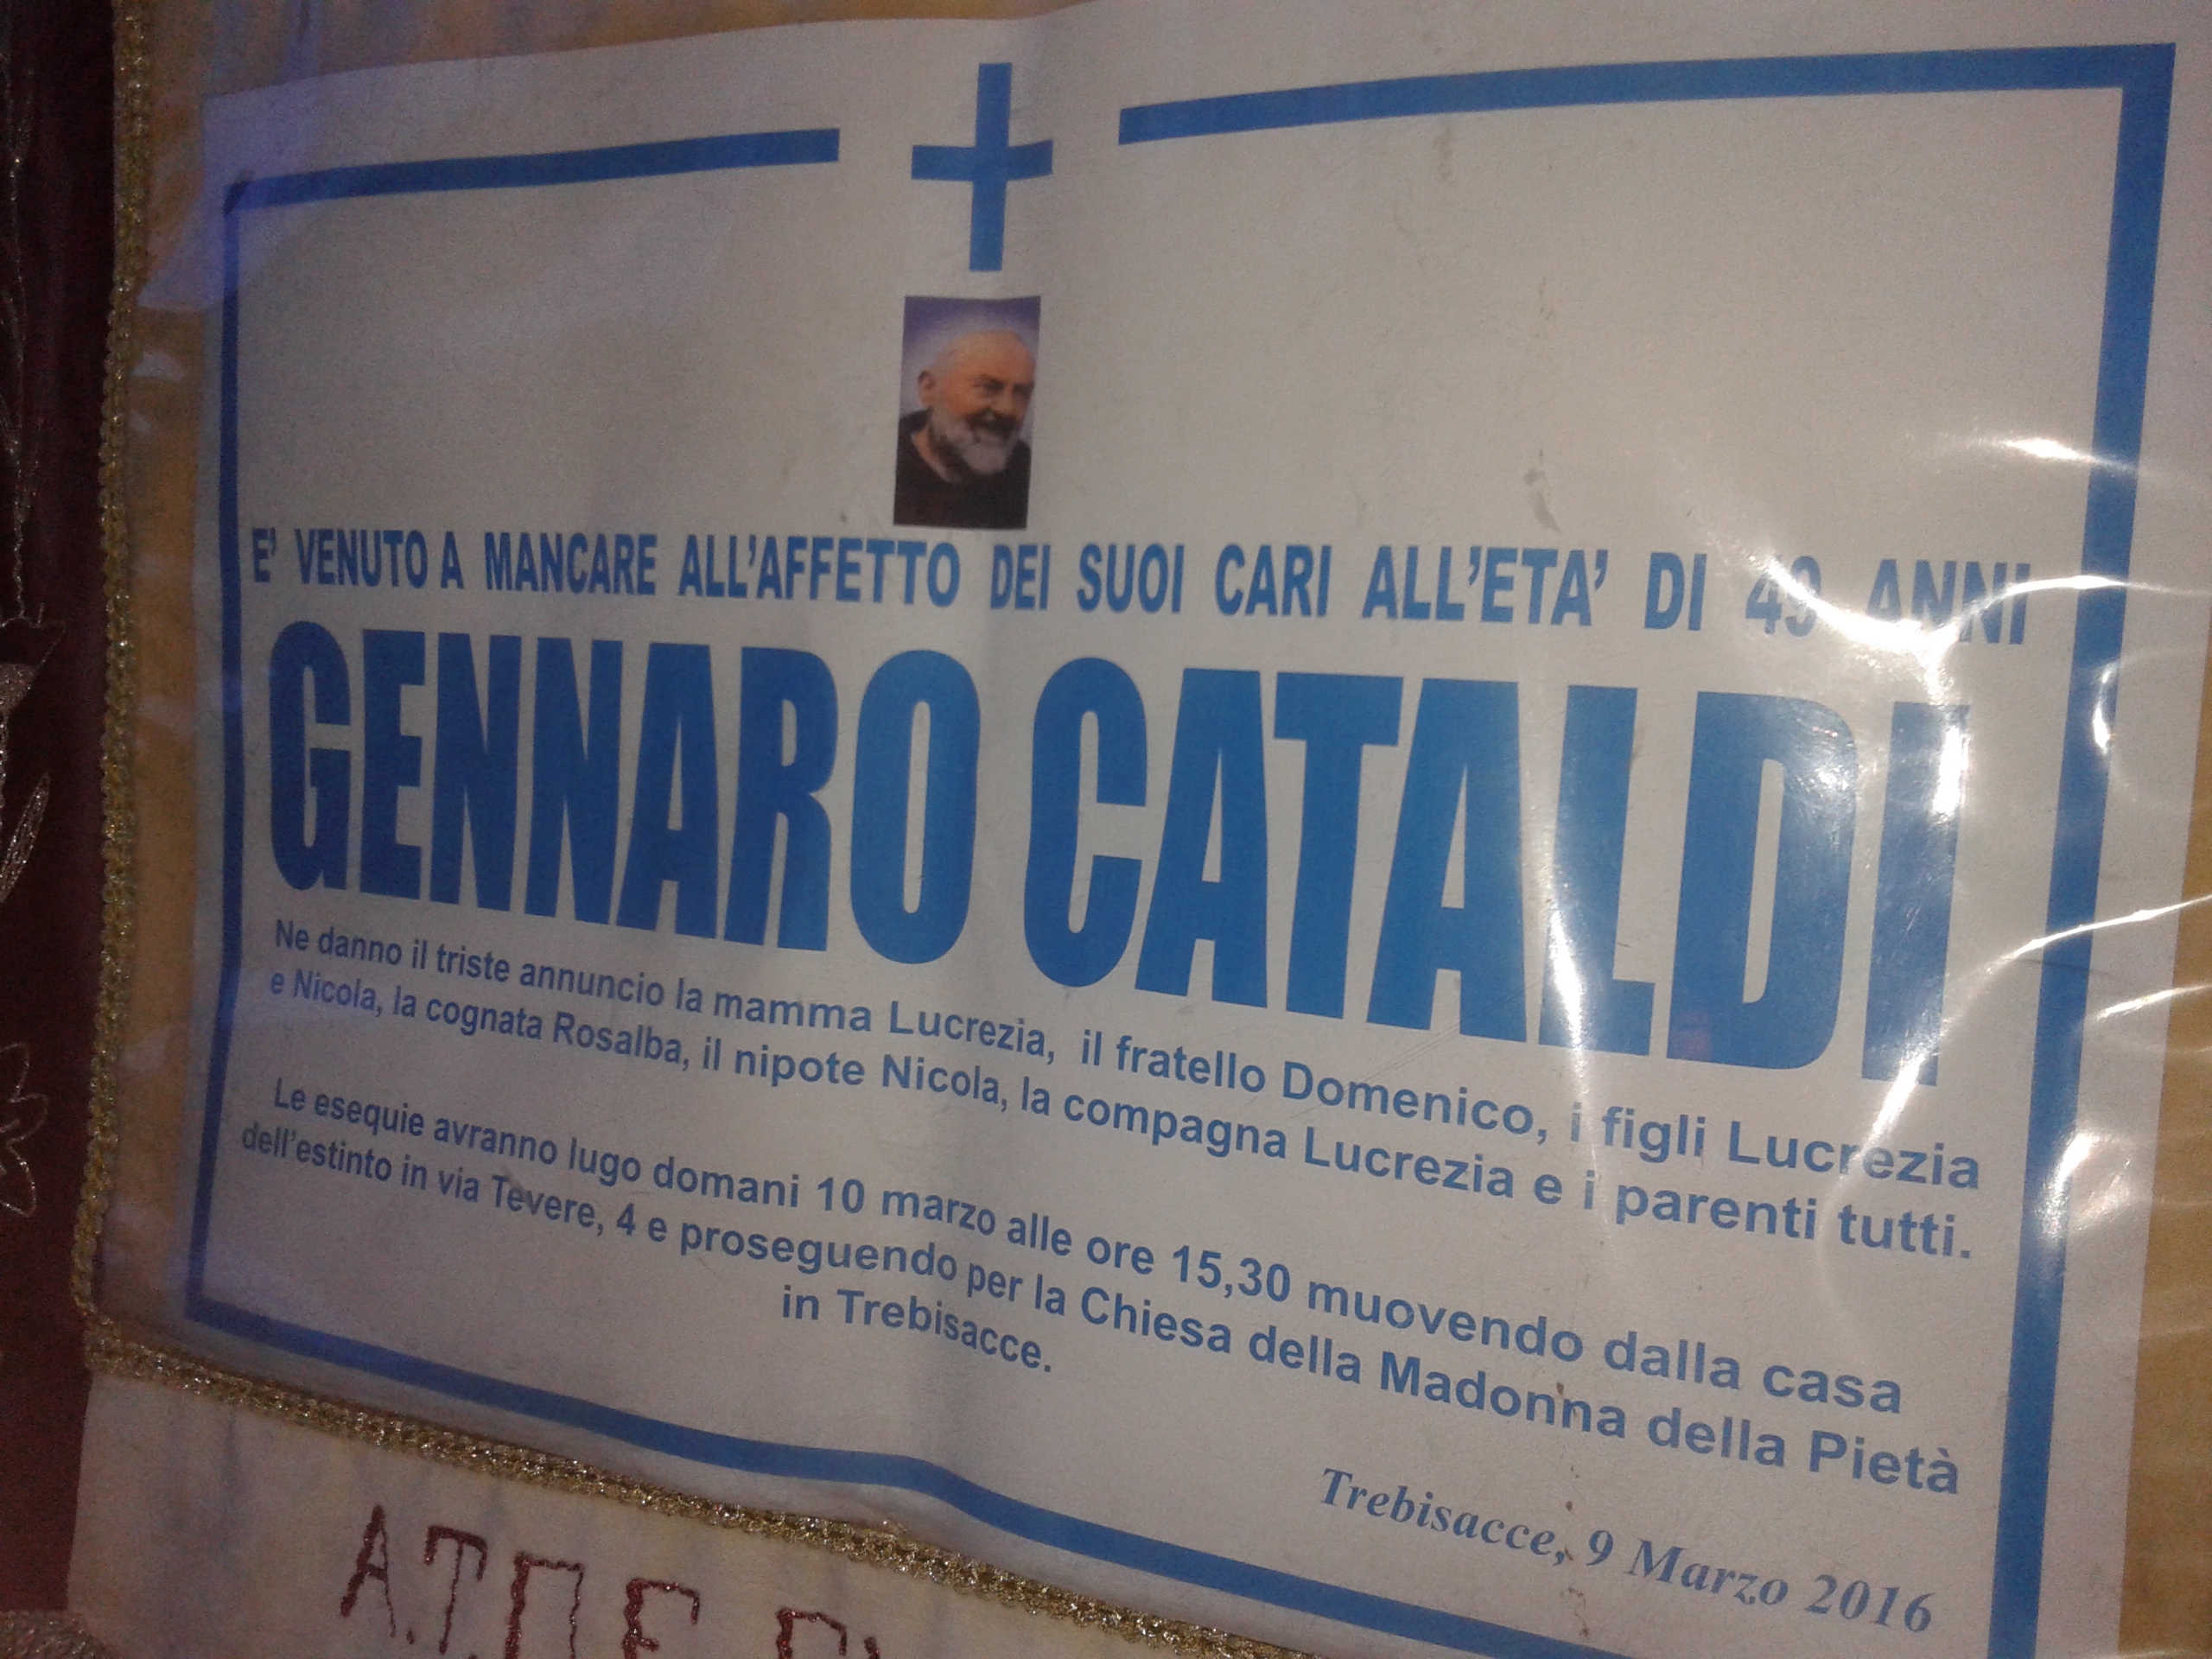 E' VENUTO A MANCARE ALL'AFFETTO DEI SUOI CARI ALL'ETA' DI 49 ANNI
GENNARO CATALDI
Ne danno il triste annuncio la mamma Lucrezia, il fratello Domenico, i figli Lucrezia
e Nicola, la cognata Rosalba, il nipote Nicola, la compagna Lucrezia e i parenti tutti.
Le esequie avranno lugo domani 10 marzo alle ore 15,30 muovendo dalla casa
dell'estinto in via Tevere, 4 e proseguendo per la Chiesa della Madonna della Pietà
in Trebisacce.
Trebisacce, 9 Marzo 2016